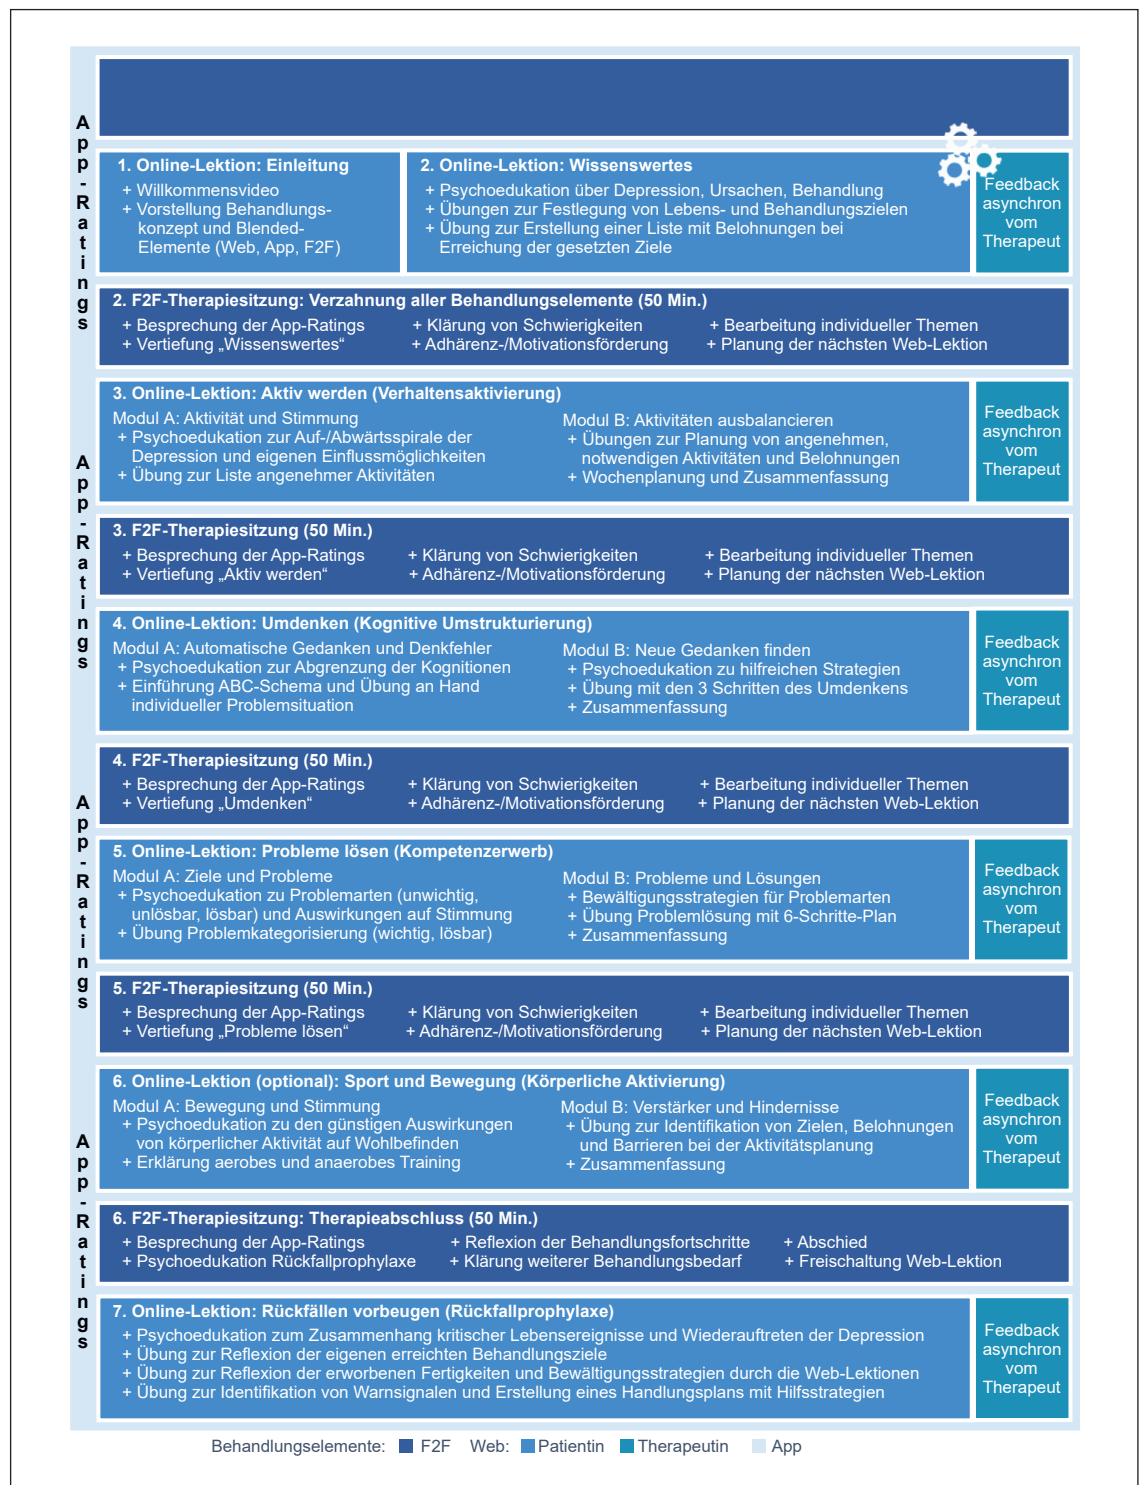 App-Ratings
1. Online-Lektion: Einleitung
+ Willkommensvideo
+ Vorstellung Behandlungs-
konzept und Blended-
Elemente (Web, App, F2F)
2. Online-Lektion: Wissenswertes
+ Psychoedukation über Depression, Ursachen, Behandlung
+ Übungen zur Festlegung von Lebens- und Behandlungszielen
+ Übung zur Erstellung einer Liste mit Belohnungen bei
Erreichung der gesetzten Ziele
Feedback
asynchron
vom
Therapeut
2. F2F-Therapiesitzung: Verzahnung aller Behandlungselemente (50 Min.)
+ Besprechung der App-Ratings
+ Vertiefung „Wissenswertes“
+ Klärung von Schwierigkeiten
+ Adhärenz-/Motivationsförderung
+ Bearbeitung individueller Themen
+ Planung der nächsten Web-Lektion
App-Ratings
3. Online-Lektion: Aktiv werden (Verhaltensaktivierung)
Modul A: Aktivität und Stimmung
+ Psychoedukation zur Auf-/Abwärtsspirale der
Depression und eigenen Einflussmöglichkeiten
+ Übung zur Liste angenehmer Aktivitäten
Modul B: Aktivitäten ausbalancieren
+ Übungen zur Planung von angenehmen,
notwendigen Aktivitäten und Belohnungen
+ Wochenplanung und Zusammenfassung
Feedback
asynchron
vom
Therapeut
3. F2F-Therapiesitzung (50 Min.)
+ Besprechung der App-Ratings
+ Vertiefung „Aktiv werden“
+ Klärung von Schwierigkeiten
+ Adhärenz-/Motivationsförderung
+ Bearbeitung individueller Themen
+ Planung der nächsten Web-Lektion
4. Online-Lektion: Umdenken (Kognitive Umstrukturierung)
Modul A: Automatische Gedanken und Denkfehler
+ Psychoedukation zur Abgrenzung der Kognitionen
+ Einführung ABC-Schema und Übung an Hand
individueller Problemsituation
Modul B: Neue Gedanken finden
+ Psychoedukation zu hilfreichen Strategien
+ Übung mit den 3 Schritten des Umdenkens
+ Zusammenfassung
Feedback
asynchron
vom
Therapeut
4. F2F-Therapiesitzung (50 Min.)
+ Besprechung der App-Ratings
+ Vertiefung „Umdenken“
+ Klärung von Schwierigkeiten
+ Adhärenz-/Motivationsförderung
+ Bearbeitung individueller Themen
+ Planung der nächsten Web-Lektion
App-Ratings
5. Online-Lektion: Probleme lösen (Kompetenzerwerb)
Modul A: Ziele und Probleme
+ Psychoedukation zu Problemarten (unwichtig,
unlösbar, lösbar) und Auswirkungen auf Stimmung
+ Übung Problemkategorisierung (wichtig, lösbar)
Modul B: Probleme und Lösungen
+ Bewältigungsstrategien für Problemarten
+ Übung Problemlösung mit 6-Schritte-Plan
+ Zusammenfassung
Feedback
asynchron
vom
Therapeut
5. F2F-Therapiesitzung (50 Min.)
+ Besprechung der App-Ratings
+ Vertiefung „Probleme lösen“
+ Klärung von Schwierigkeiten
+ Adhärenz-/Motivationsförderung
+ Bearbeitung individueller Themen
+ Planung der nächsten Web-Lektion
App-Ratings
6. Online-Lektion (optional): Sport und Bewegung (Körperliche Aktivierung)
Modul A: Bewegung und Stimmung
+ Psychoedukation zu den günstigen Auswirkungen
von körperlicher Aktivität auf Wohlbefinden
+ Erklärung aerobes und anaerobes Training
Modul B: Verstärker und Hindernisse
+ Übung zur Identifikation von Zielen, Belohnungen
und Barrieren bei der Aktivitätsplanung
+ Zusammenfassung
Feedback
asynchron
vom
Therapeut
6. F2F-Therapiesitzung: Therapieabschluss (50 Min.)
+ Besprechung der App-Ratings
+ Psychoedukation Rückfallprophylaxe
+ Reflexion der Behandlungsfortschritte
+ Klärung weiterer Behandlungsbedarf
+ Abschied
+ Freischaltung Web-Lektion
7. Online-Lektion: Rückfällen vorbeugen (Rückfallprophylaxe)
+ Psychoedukation zum Zusammenhang kritischer Lebensereignisse und Wiederauftreten der Depression
+ Übung zur Reflexion der eigenen erreichten Behandlungsziele
+ Übung zur Reflexion der erworbenen Fertigkeiten und Bewältigungsstrategien durch die Web-Lektionen
+ Übung zur Identifikation von Warnsignalen und Erstellung eines Handlungsplans mit Hilfsstrategien
Feedback
asynchron
vom
Therapeut
Behandlungselemente: F2F Web: Patientin Therapeutin App